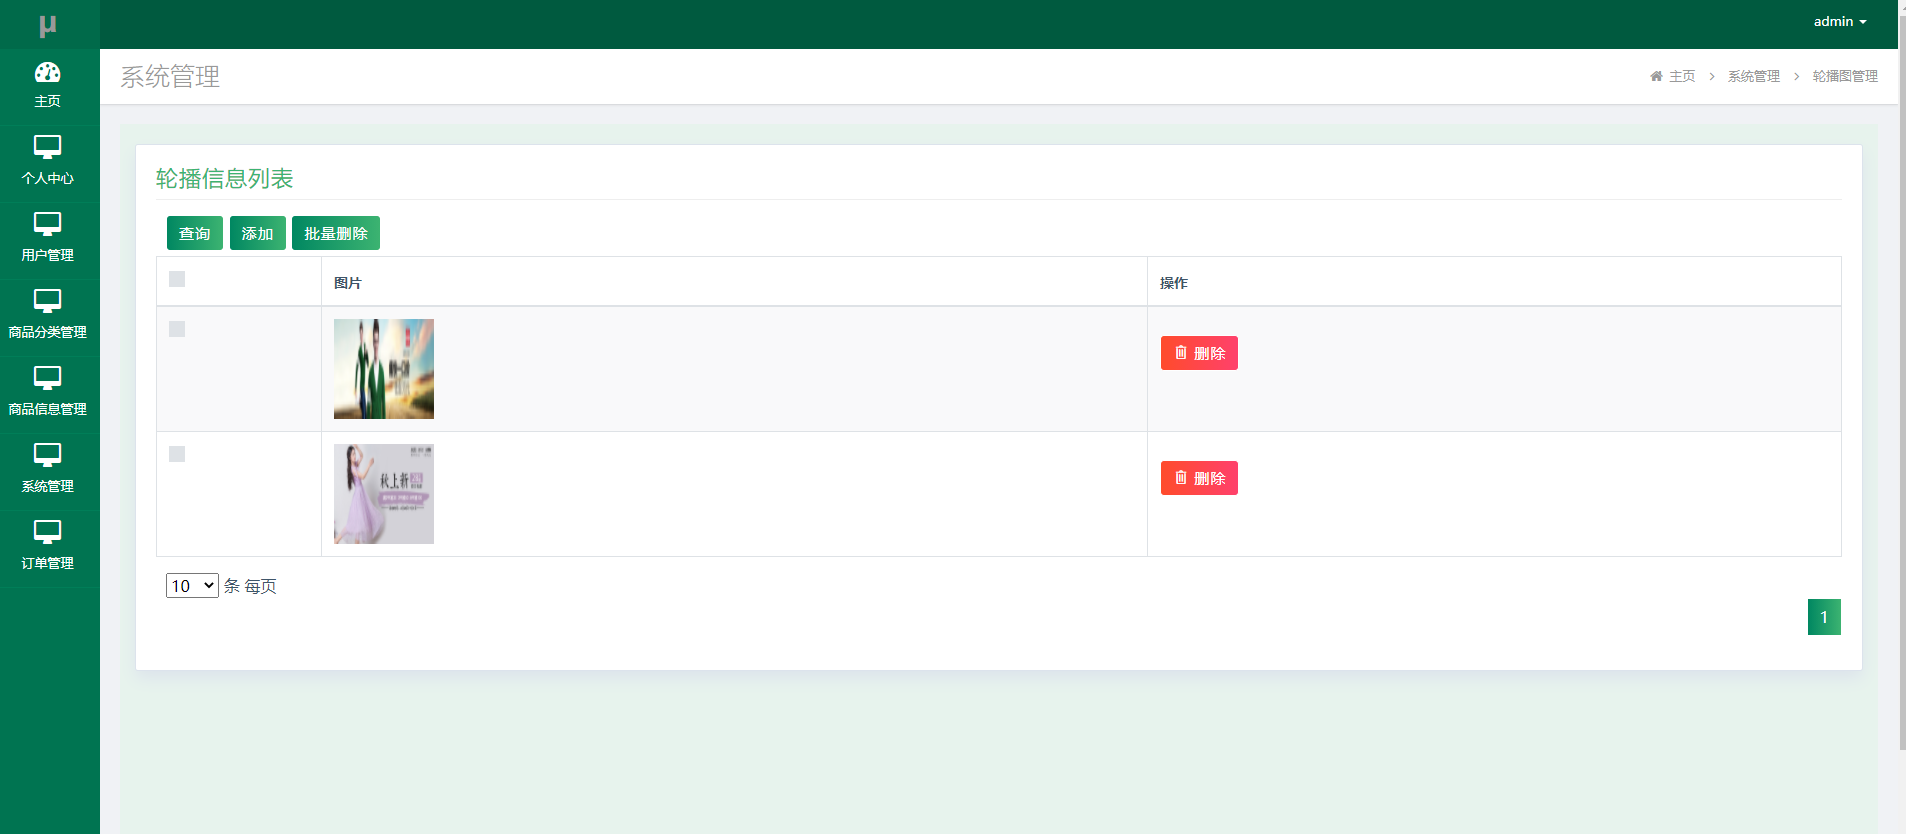 μ
admin
主页
个人中心
用户管理
商品分类管理
商品信息管理
系统管理
订单管理
系统管理
主页 > 系统管理 > 轮播图管理
轮播信息列表
查询 添加 批量删除
图片 操作
删除
秋上新
删除
10 条 每页
1